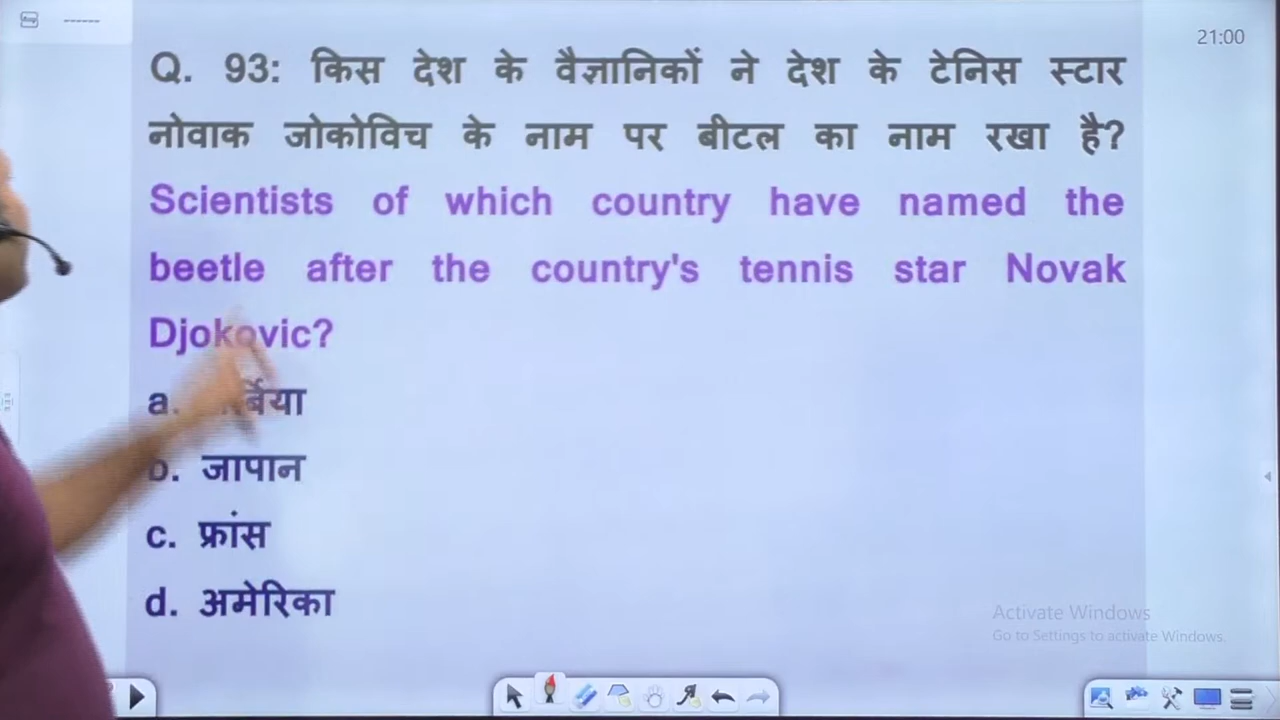 21:00
Q. 93: किस देश के वैज्ञानिकों ने देश के टेनिस स्टार
नोवाक जोकोविच के नाम पर बीटल का नाम रखा है?
Scientists of which country have named the
beetle after the country's tennis star Novak
Djokovic?
a.
b. जापान
c. फ्रांस
d. अमेरिका
Activate Windows
Go to Settings to activate Windows.